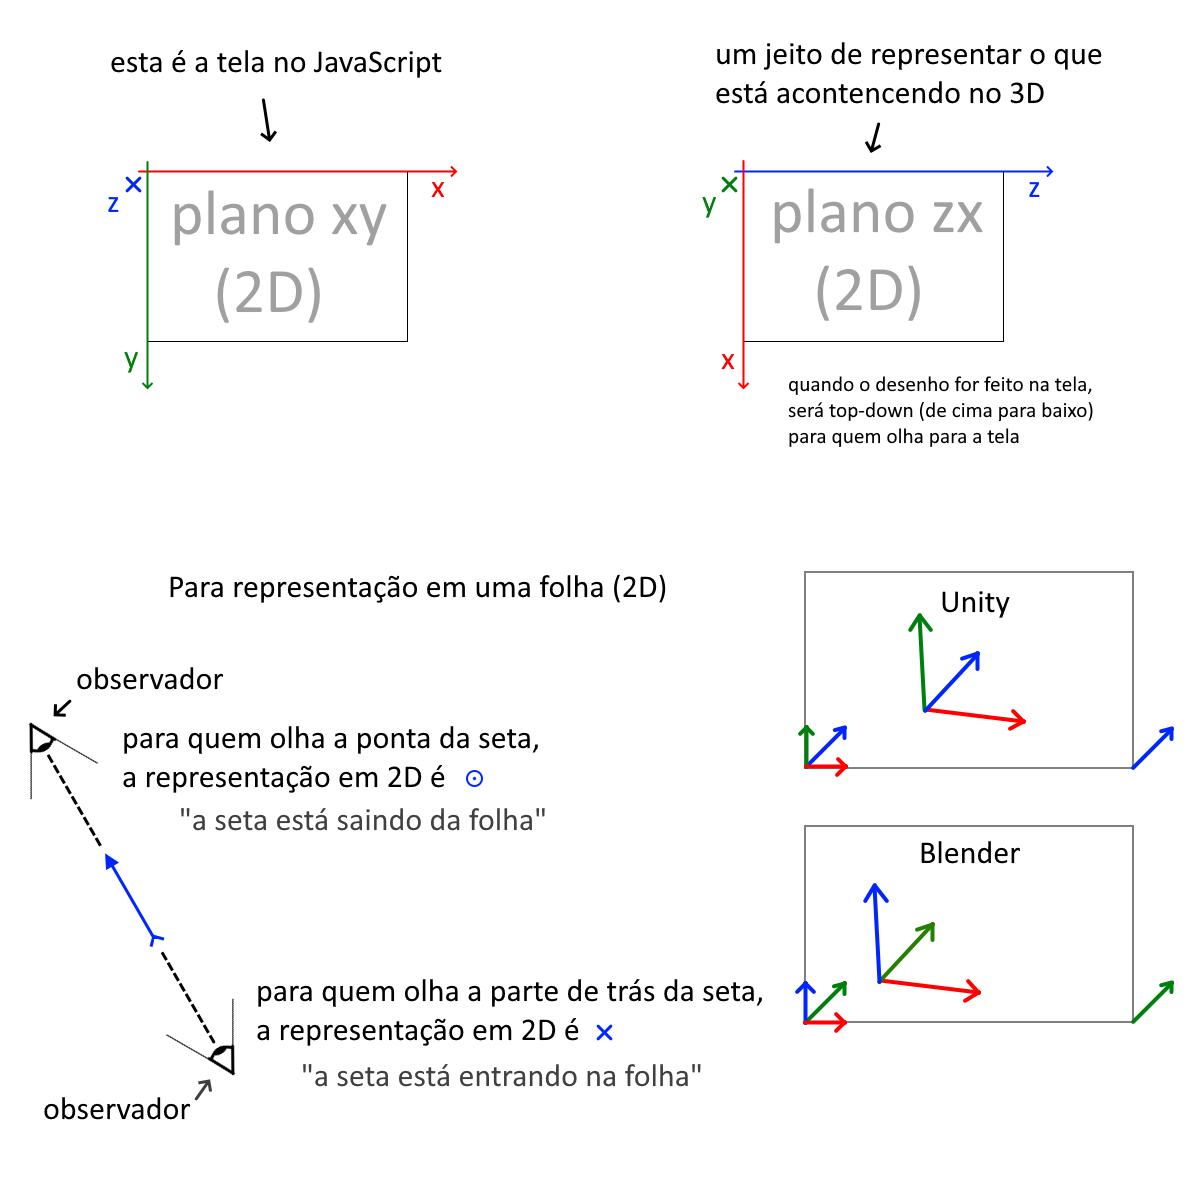 esta é a tela no JavaScript
x
z
y
plano xy
(2D)
um jeito de representar o que
está acontencendo no 3D
z
y
x
plano zx
(2D)
quando o desenho for feito na tela,
será top-down (de cima para baixo)
para quem olha para a tela
Para representação em uma folha (2D)
observador
para quem olha a ponta da seta,
a representação em 2D é
"a seta está saindo da folha"
para quem olha a parte de trás da seta,
a representação em 2D é
"a seta está entrando na folha"
observador
Unity
Blender